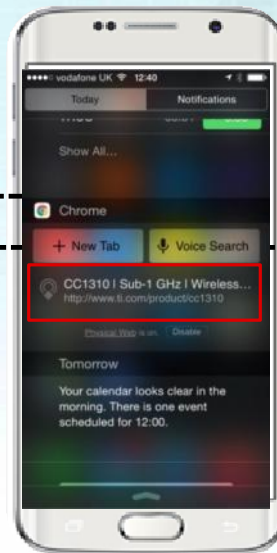 vodafone UK 12:40
Today Notifications
Show All...
Chrome
+ New Tab Voice Search
CC1310 | Sub-1 GHz | Wireless...
http://www.ti.com/product/cc1310
Physical Web is on. Disable
Tomorrow
Your calendar looks clear in the
morning. There is one event
scheduled for 12:00.